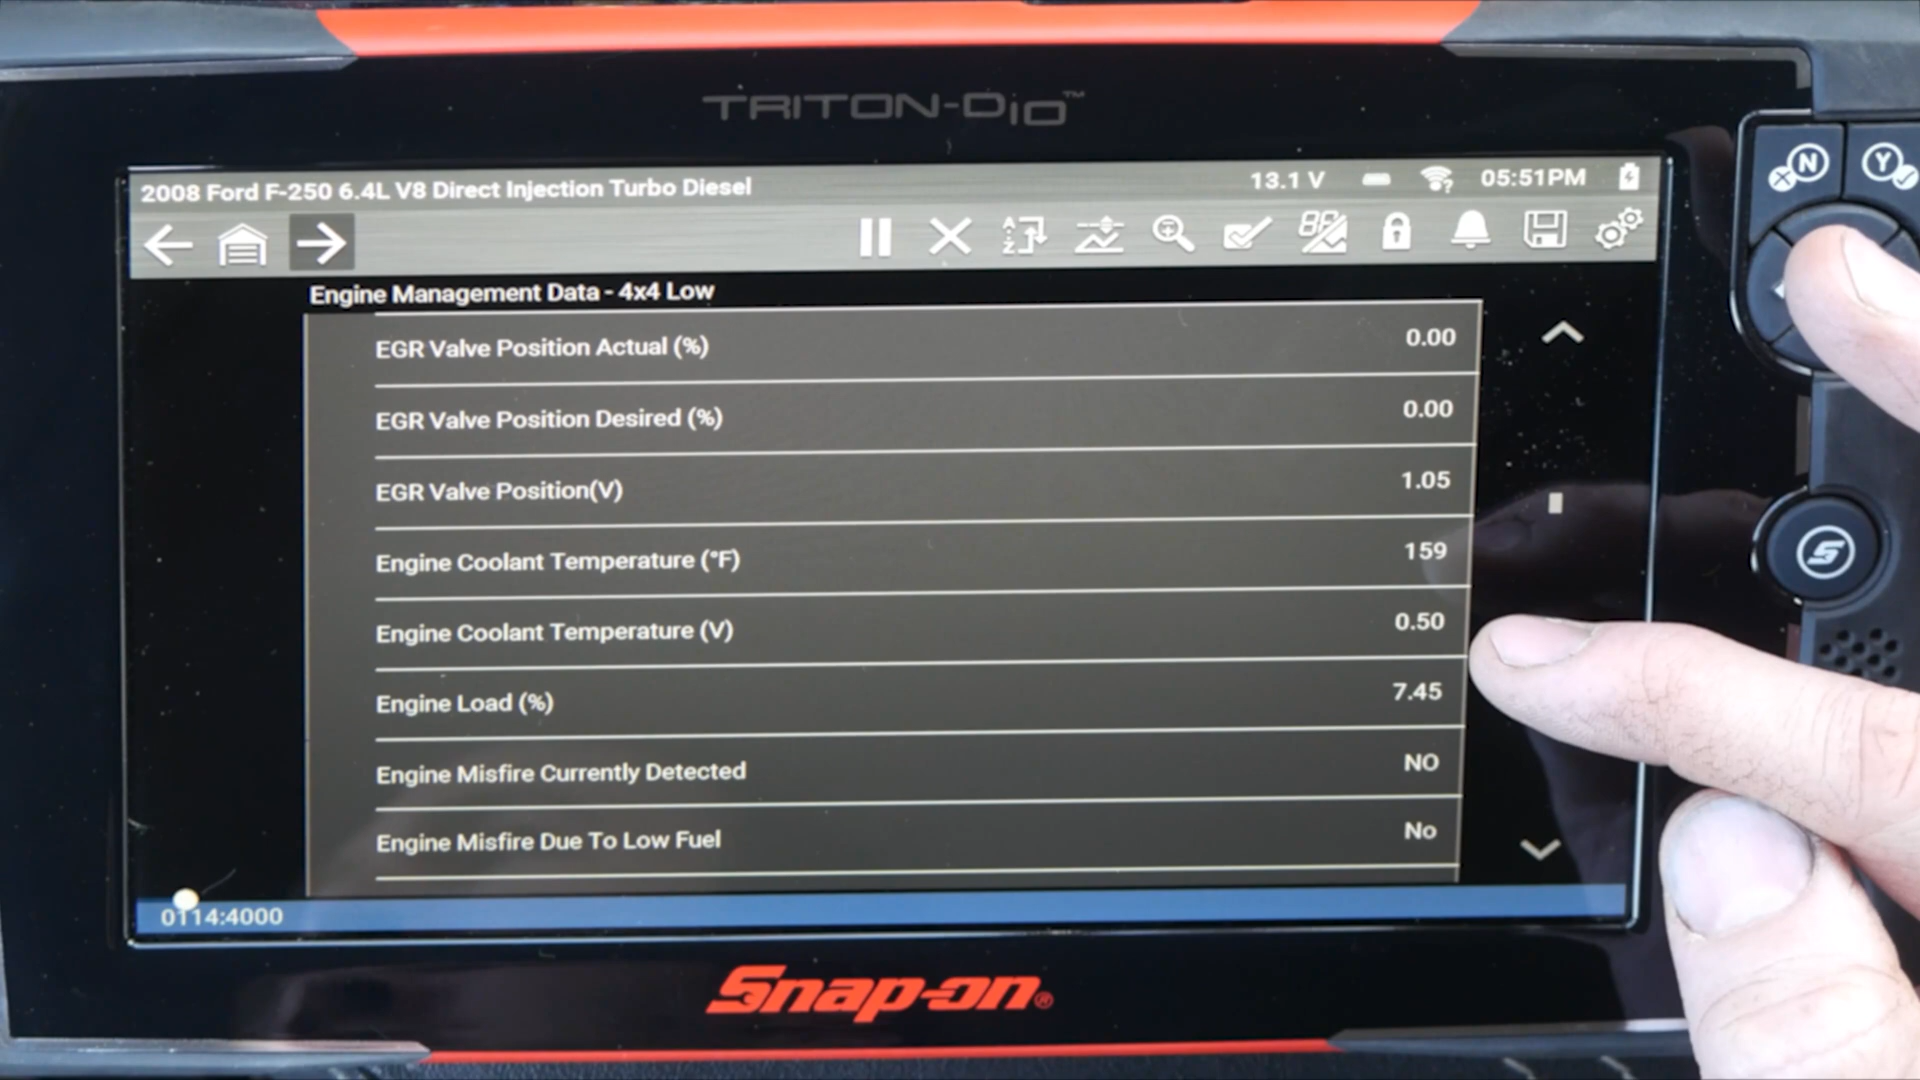 TRITON-D10™
2008 Ford F-250 6.4L V8 Direct Injection Turbo Diesel
13.1 V
05:51PM
N
Y
Engine Management Data - 4x4 Low
EGR Valve Position Actual (%) 0.00
EGR Valve Position Desired (%) 0.00
EGR Valve Position(V) 1.05
Engine Coolant Temperature (°F) 159
Engine Coolant Temperature (V) 0.50
Engine Load (%) 7.45
Engine Misfire Currently Detected NO
Engine Misfire Due To Low Fuel No
0114:4000
Snap-on®